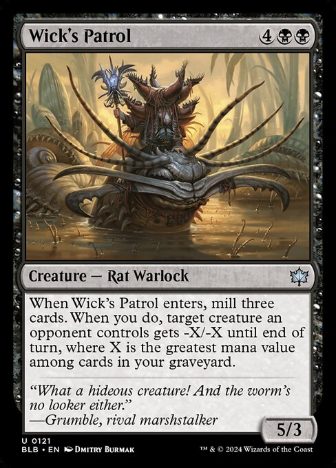 Wick's Patrol 4
Creature — Rat Warlock
When Wick's Patrol enters, mill three
cards. When you do, target creature an
opponent controls gets -X/-X until end of
turn, where X is the greatest mana value
among cards in your graveyard.
"What a hideous creature! And the worm's
no looker either."
—Grumble, rival marshstalker
5/3
U 0121
BLB • EN Dmitry Burmak
™ & © 2024 Wizards of the Coast